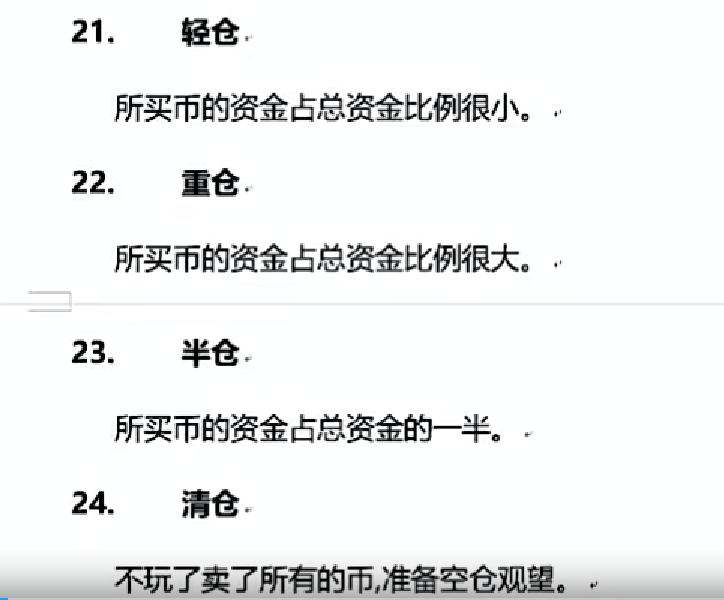 21. 轻仓
所买币的资金占总资金比例很小。
22. 重仓
所买币的资金占总资金比例很大。
23. 半仓
所买币的资金占总资金的一半。
24. 清仓
不玩了卖了所有的币,准备空仓观望。